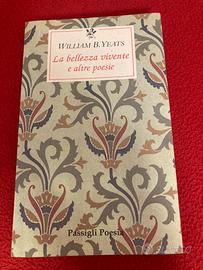 WILLIAM B. YEATS
La bellezza vivente
e altre poesie
Passigli Poesia